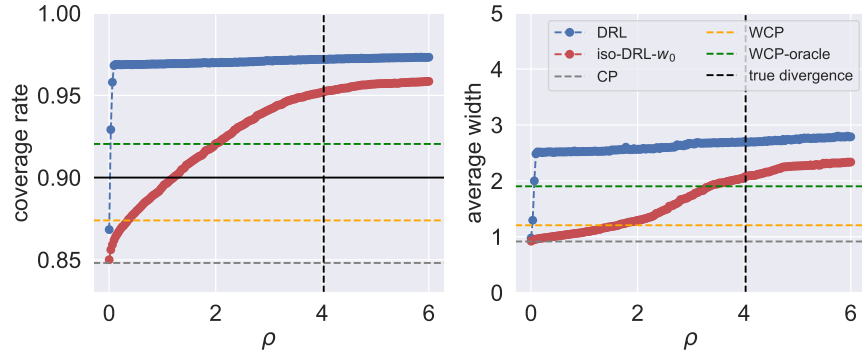 coverage rate
1.00
0.95
0.90
0.85
0
2
4
6
ρ
average width
5
4
3
2
1
0
DRL
iso-DRL-w₀
CP
WCP
WCP-oracle
true divergence
0
2
4
6
ρ